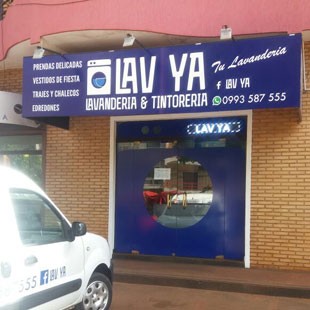 PRENDAS DELICADAS
VESTIDOS DE FIESTA
TRAJES Y CHALECOS
EDREDONES
LAV YA
LAVANDERIA & TINTORERIA
Tu Lavandería
LAV YA
0993 587 555
LAV.YA
587 555
LAV YA